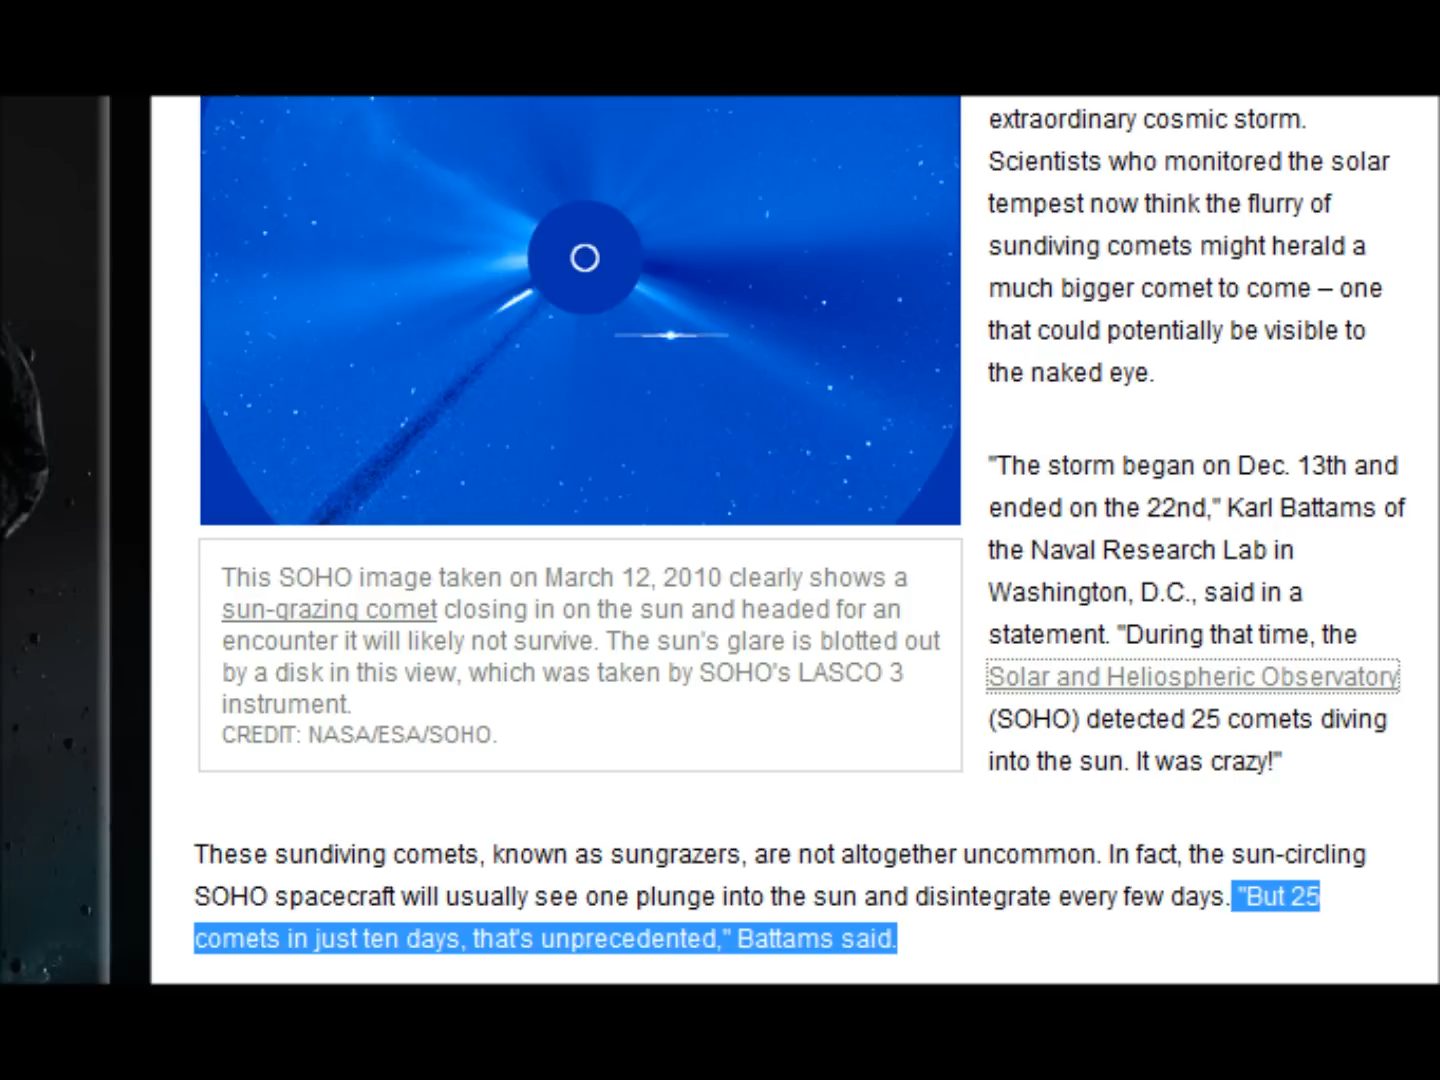 extraordinary cosmic storm.
Scientists who monitored the solar
tempest now think the flurry of
sundiving comets might herald a
much bigger comet to come – one
that could potentially be visible to
the naked eye.
"The storm began on Dec. 13th and
ended on the 22nd," Karl Battams of
the Naval Research Lab in
Washington, D.C., said in a
statement. "During that time, the
Solar and Heliospheric Observatory
(SOHO) detected 25 comets diving
into the sun. It was crazy!"
This SOHO image taken on March 12, 2010 clearly shows a
sun-grazing comet closing in on the sun and headed for an
encounter it will likely not survive. The sun's glare is blotted out
by a disk in this view, which was taken by SOHO's LASCO 3
instrument.
CREDIT: NASA/ESA/SOHO.
These sundiving comets, known as sungrazers, are not altogether uncommon. In fact, the sun-circling
SOHO spacecraft will usually see one plunge into the sun and disintegrate every few days. "But 25
comets in just ten days, that's unprecedented," Battams said.